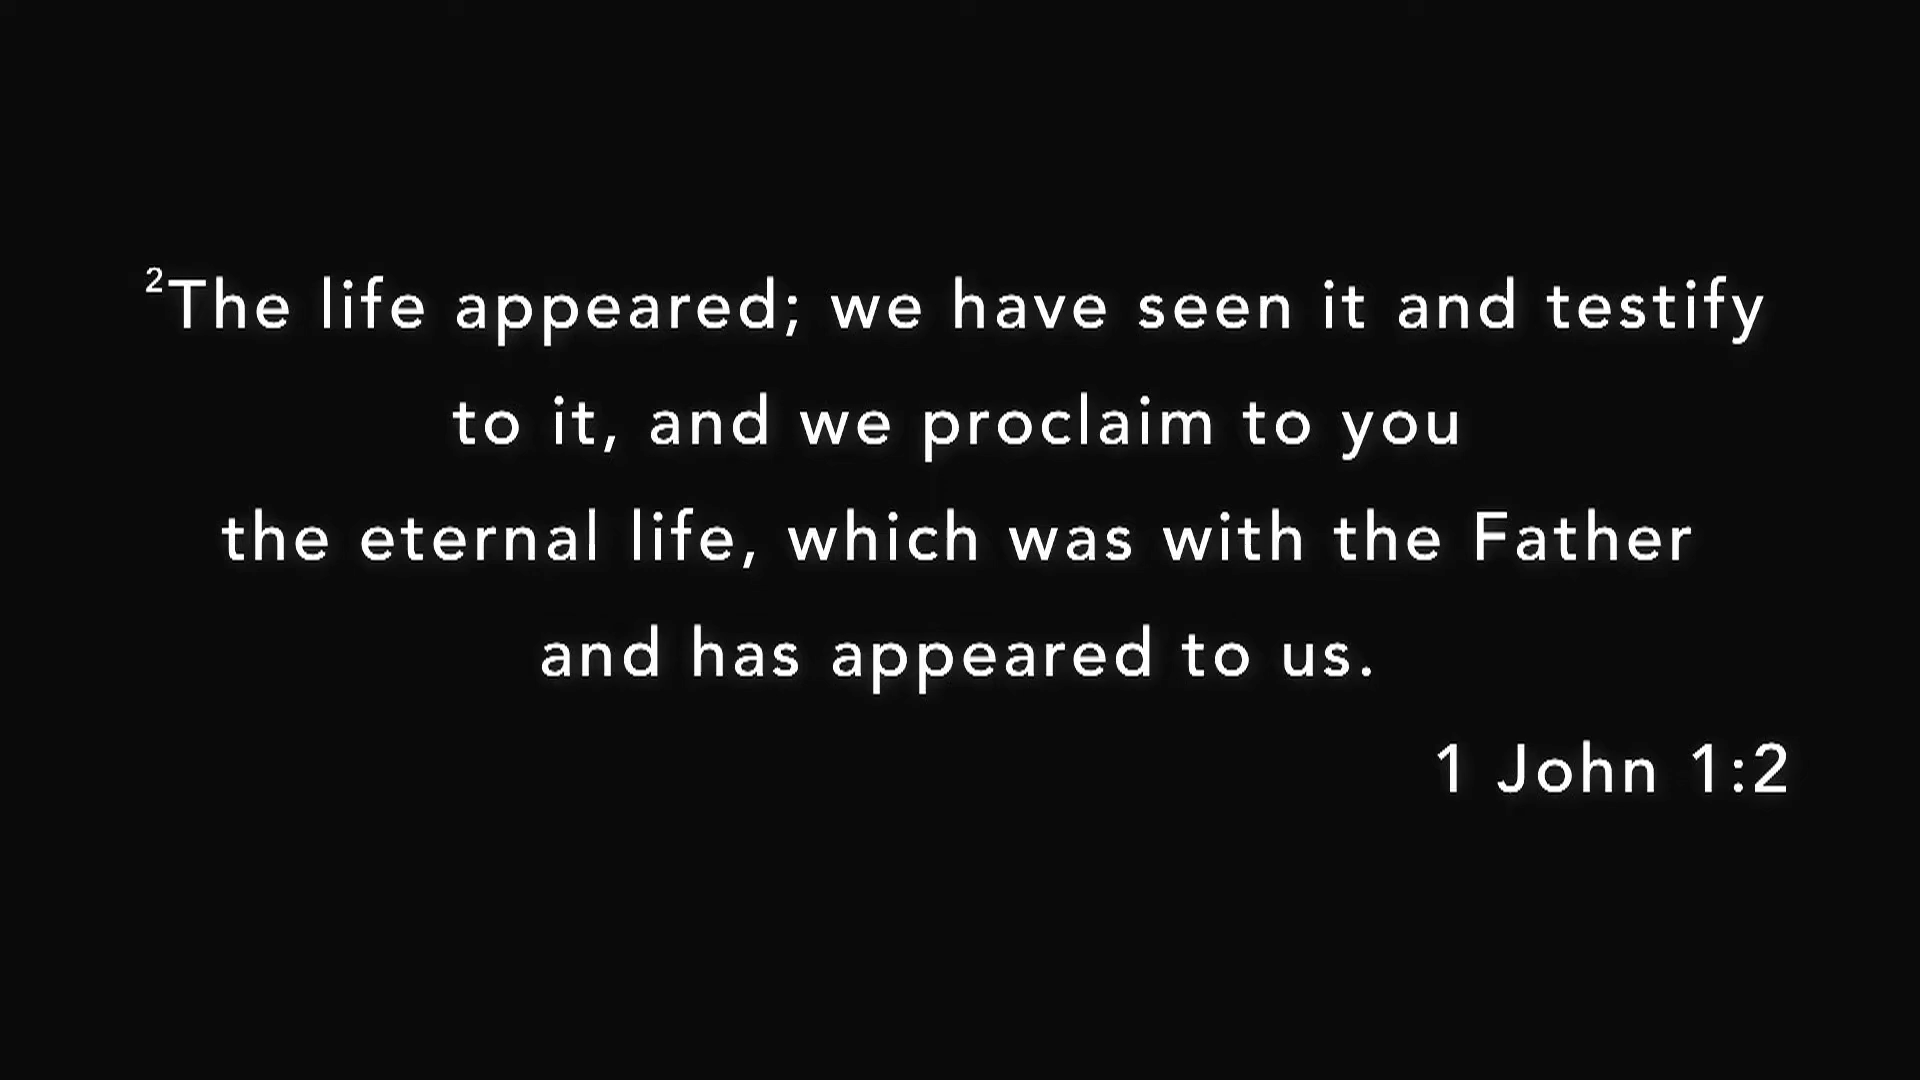 ²The life appeared; we have seen it and testify
to it, and we proclaim to you
the eternal life, which was with the Father
and has appeared to us.
1 John 1:2